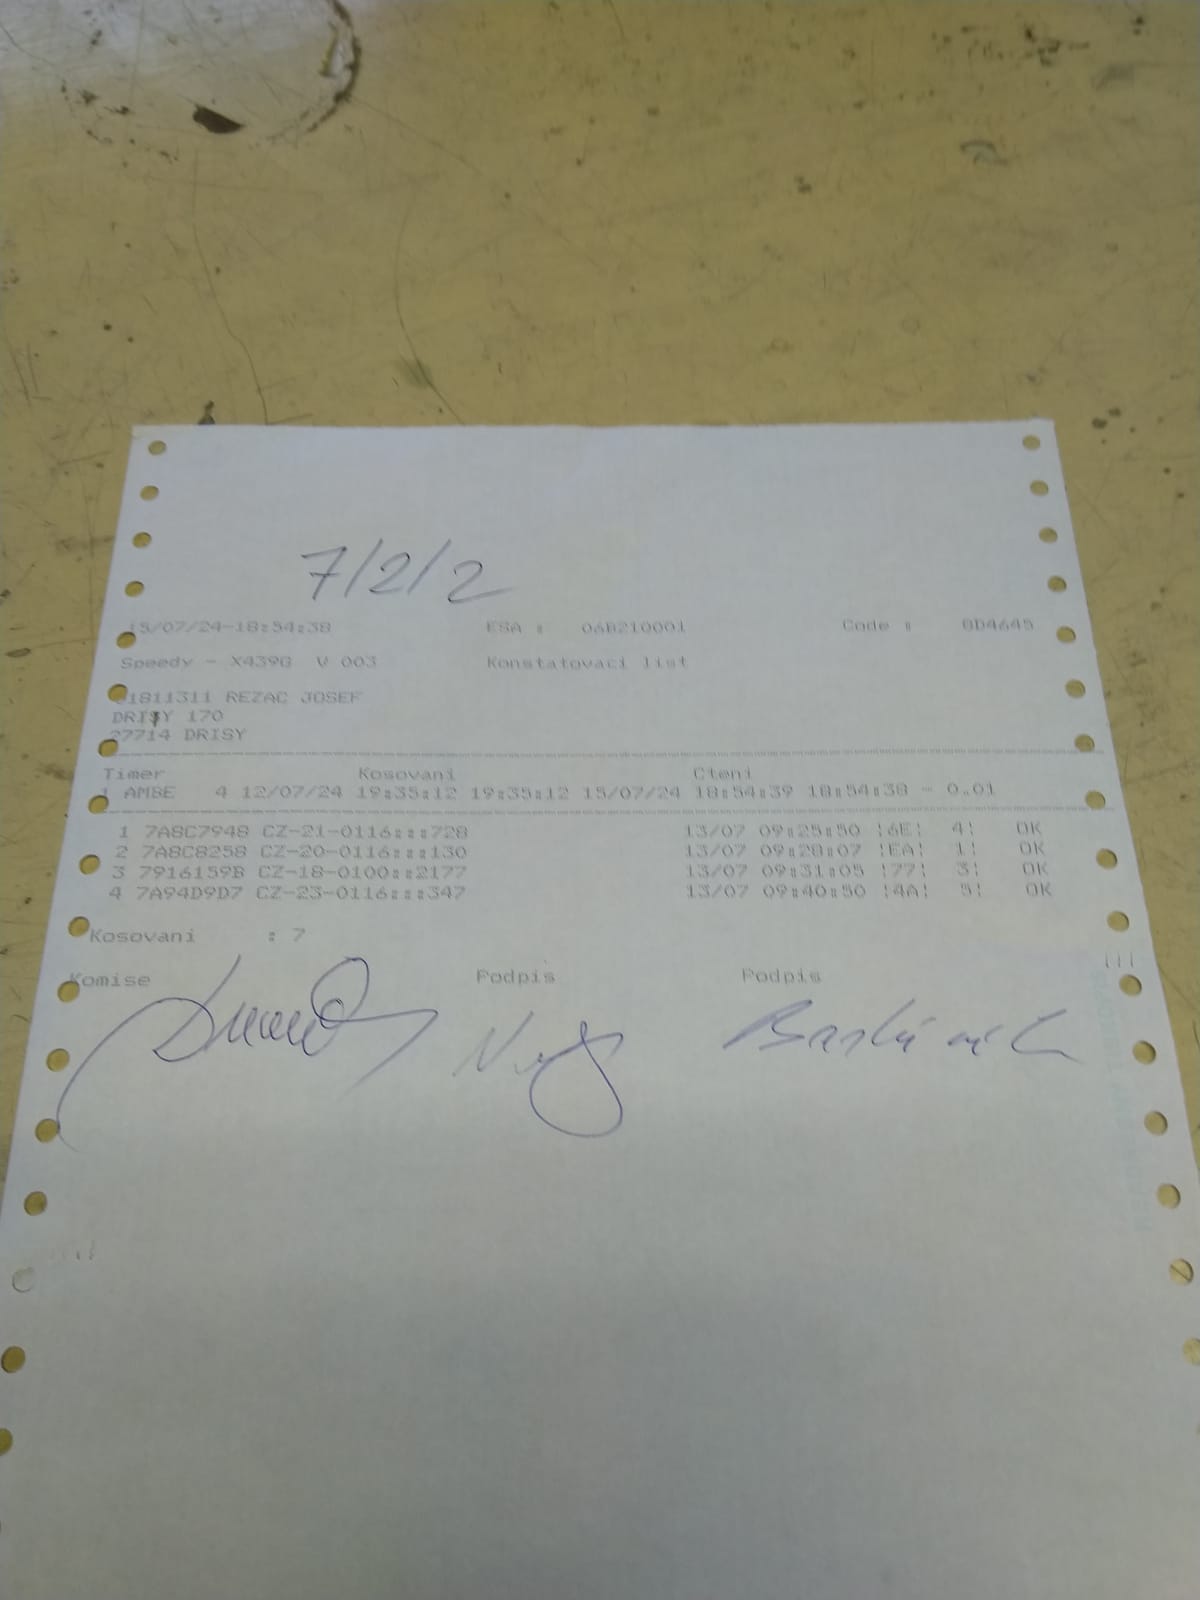 7/2/2
15/07/24-18:54:38 ESA : 06B210001 Code : 8D4645
Speedy - X439G V 003 Konstatovaci list
01811311 REZAC JOSEF
DRISY 170
27714 DRISY
Timer Kosovani Cteni
1 AMBE 4 12/07/24 19:35:12 19:35:12 15/07/24 18:54:39 18:54:38 - 0.01
1 7A8C7948 CZ-21-0116:::728 13/07 09:25:50 |6E| 4| OK
2 7A8C8258 CZ-20-0116:::130 13/07 09:28:07 |EA| 1| OK
3 7916159B CZ-18-0100::2177 13/07 09:31:05 |77| 3| OK
4 7A94D9D7 CZ-23-0116:::347 13/07 09:40:50 |4A| 5| OK
Kosovani : 7
Komise Podpis Podpis